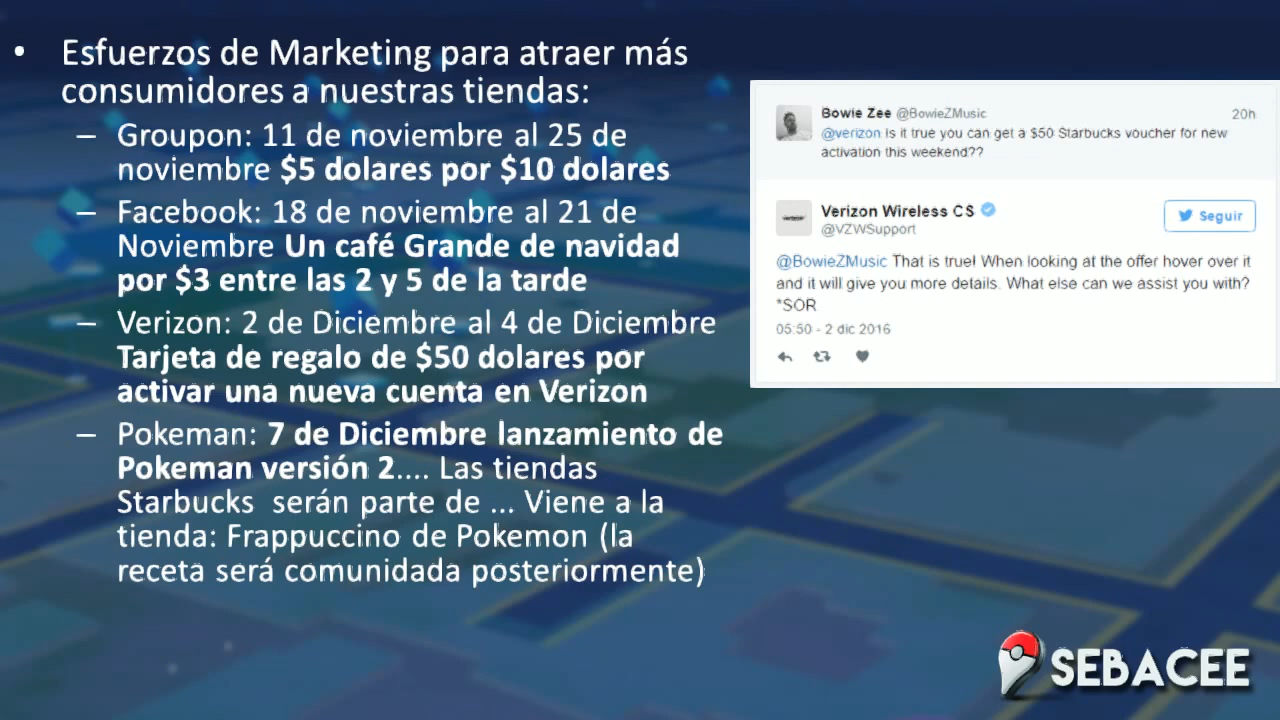 • Esfuerzos de Marketing para atraer más
consumidores a nuestras tiendas:
– Groupon: 11 de noviembre al 25 de
noviembre $5 dolares por $10 dolares
– Facebook: 18 de noviembre al 21 de
Noviembre Un café Grande de navidad
por $3 entre las 2 y 5 de la tarde
– Verizon: 2 de Diciembre al 4 de Diciembre
Tarjeta de regalo de $50 dolares por
activar una nueva cuenta en Verizon
– Pokeman: 7 de Diciembre lanzamiento de
Pokeman versión 2.... Las tiendas
Starbucks serán parte de ... Viene a la
tienda: Frappuccino de Pokemon (la
receta será comunidada posteriormente)
Bowie Zee @BowieZMusic 20h
@verizon Is it true you can get a $50 Starbucks voucher for new
activation this weekend??
Verizon Wireless CS
@VZWSupport
Seguir
@BowieZMusic That is true! When looking at the offer hover over it
and it will give you more details. What else can we assist you with?
*SOR
05:50 - 2 dic 2016
SEBACEE